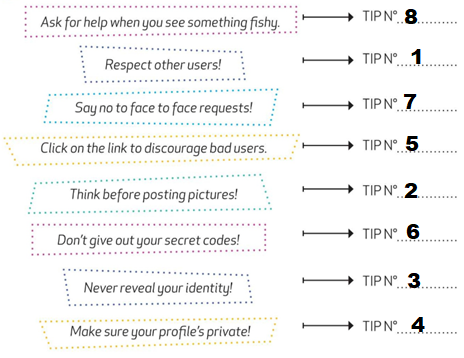 Ask for help when you see something fishy. TIP N° 8
Respect other users! TIP N° 1
Say no to face to face requests! TIP N° 7
Click on the link to discourage bad users. TIP N° 5
Think before posting pictures! TIP N° 2
Don't give out your secret codes! TIP N° 6
Never reveal your identity! TIP N° 3
Make sure your profile's private! TIP N° 4